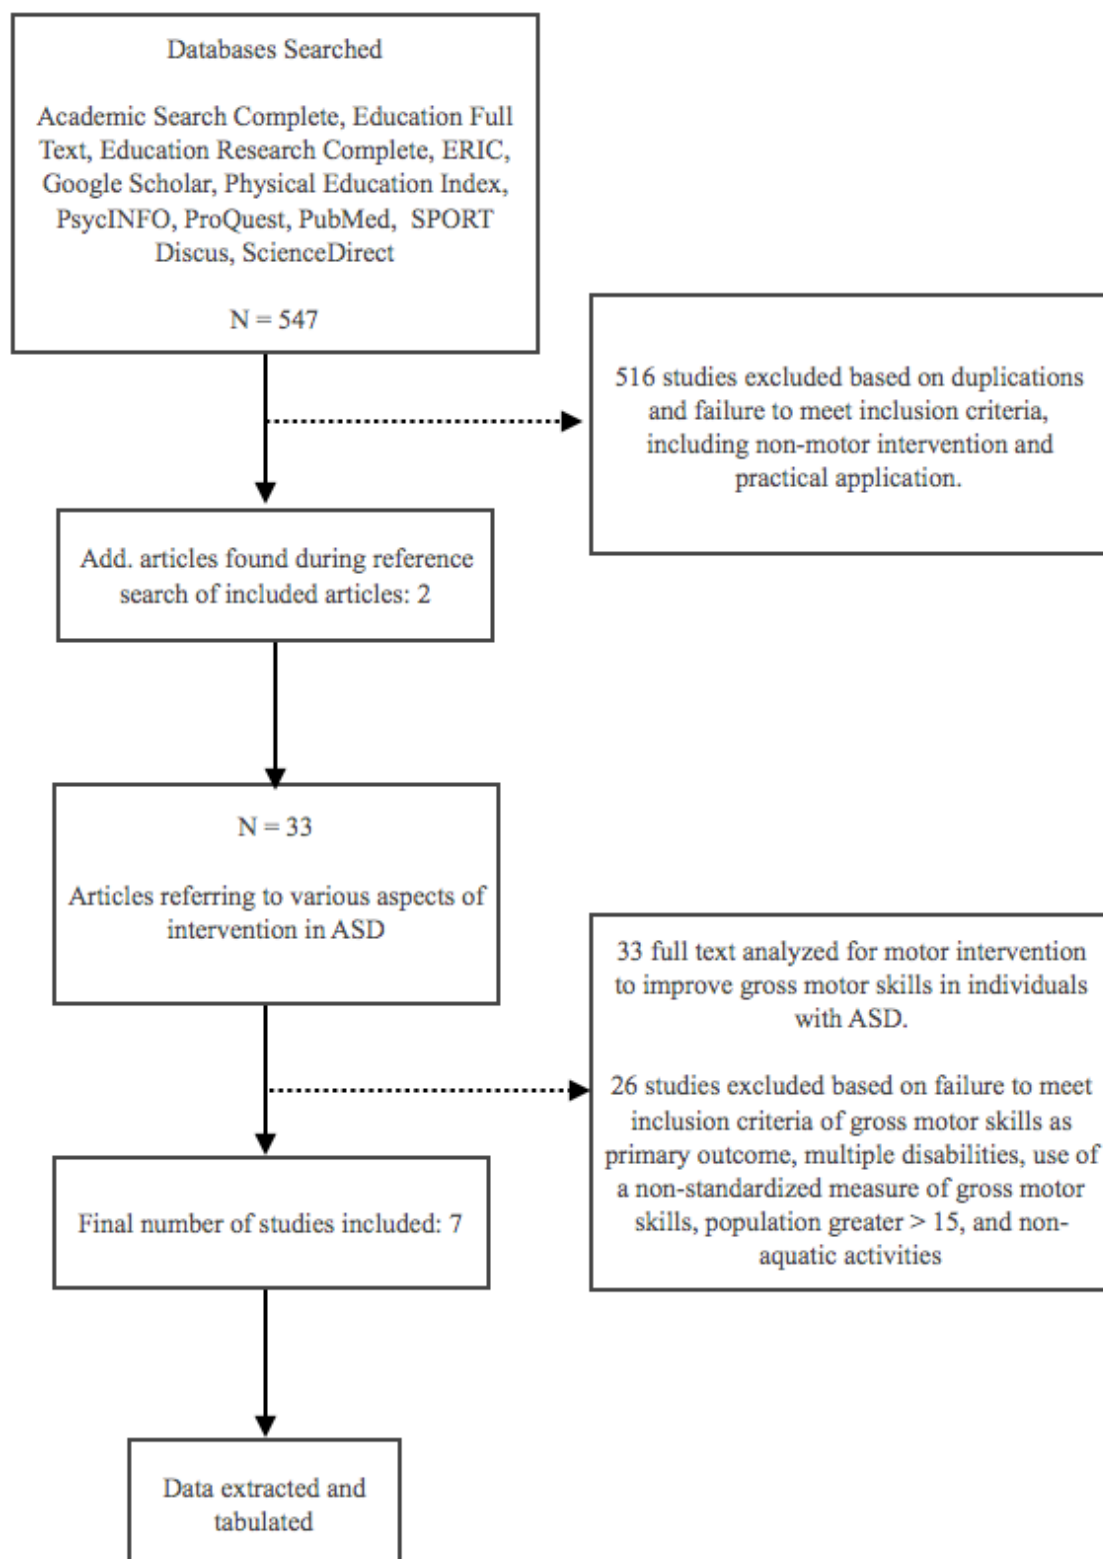 Databases Searched
Academic Search Complete, Education Full
Text, Education Research Complete, ERIC,
Google Scholar, Physical Education Index,
PsycINFO, ProQuest, PubMed, SPORT
Discus, ScienceDirect
N = 547
516 studies excluded based on duplications
and failure to meet inclusion criteria,
including non-motor intervention and
practical application.
Add. articles found during reference
search of included articles: 2
N = 33
Articles referring to various aspects of
intervention in ASD
33 full text analyzed for motor intervention
to improve gross motor skills in individuals
with ASD.
26 studies excluded based on failure to meet
inclusion criteria of gross motor skills as
primary outcome, multiple disabilities, use of
a non-standardized measure of gross motor
skills, population greater > 15, and non-
aquatic activities
Final number of studies included: 7
Data extracted and
tabulated